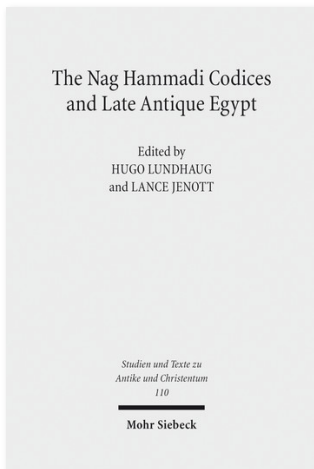 The Nag Hammadi Codices
and Late Antique Egypt
Edited by
HUGO LUNDHAUG
and LANCE JENOTT
Studien und Texte zu
Antike und Christentum
110
Mohr Siebeck